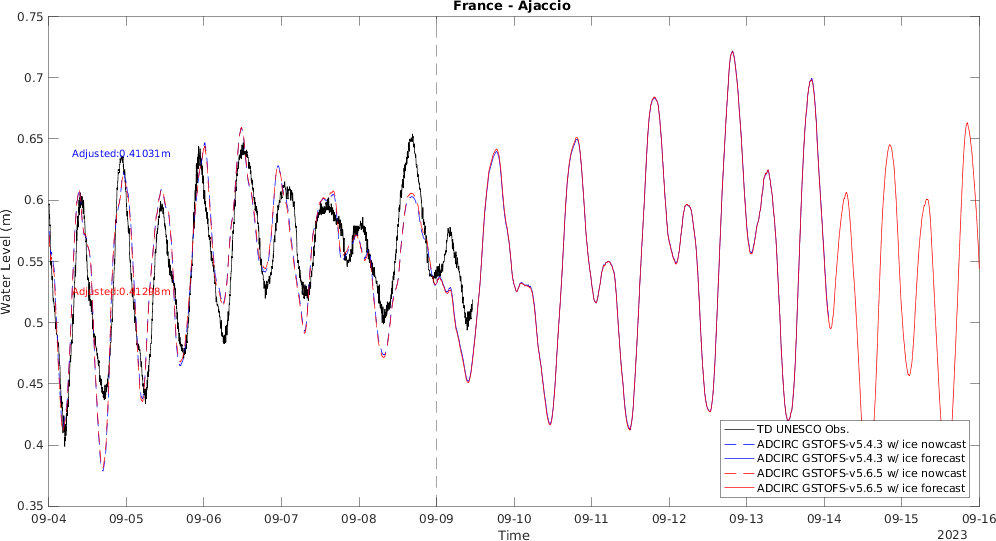 France - Ajaccio
0.75
0.7
0.65
0.6
0.55
0.5
0.45
0.4
0.35
Water Level (m)
Adjusted:0.41031m
Adjusted:0.41298m
TD UNESCO Obs.
ADCIRC GSTOFS-v5.4.3 w/ ice nowcast
ADCIRC GSTOFS-v5.4.3 w/ ice forecast
ADCIRC GSTOFS-v5.6.5 w/ ice nowcast
ADCIRC GSTOFS-v5.6.5 w/ ice forecast
09-04 09-05 09-06 09-07 09-08 09-09 09-10 09-11 09-12 09-13 09-14 09-15 09-16
Time
2023